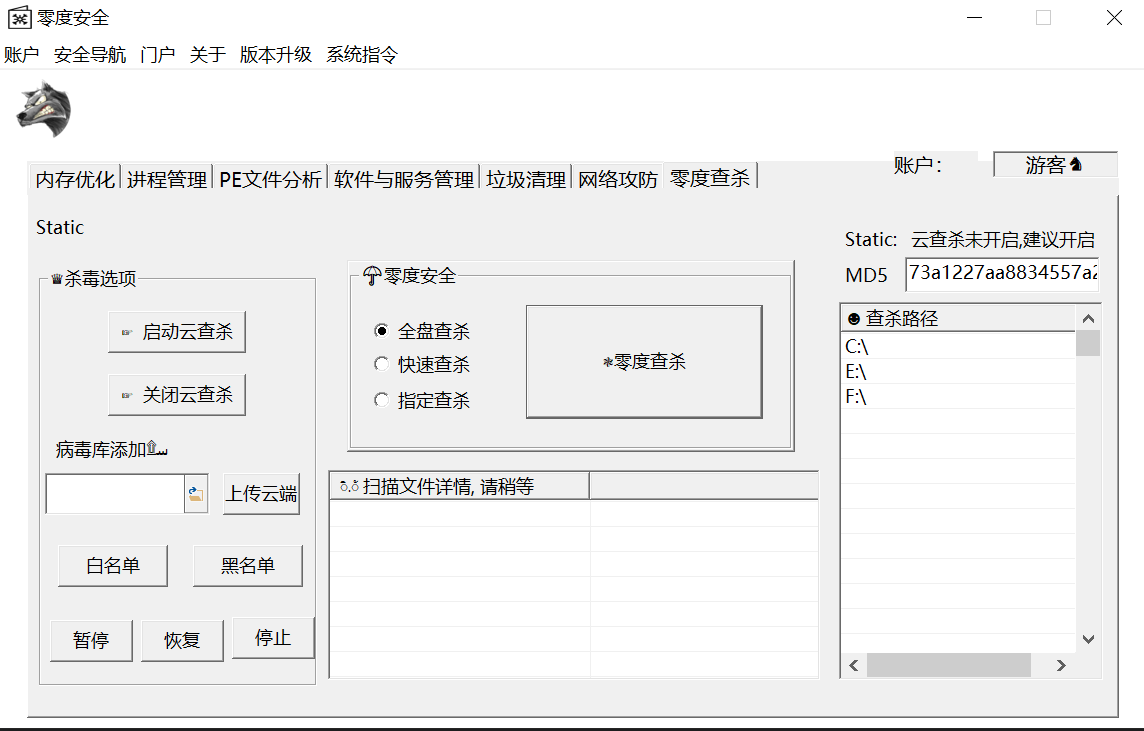 零度安全
账户 安全导航 门户 关于 版本升级 系统指令
账户: 游客♞
内存优化 进程管理 PE文件分析 软件与服务管理 垃圾清理 网络攻防 零度查杀
Static
Static: 云查杀未开启,建议开启
MD5 73a1227aa8834557a2
♛杀毒选项
☞ 启动云查杀
☞ 关闭云查杀
病毒库添加
上传云端
白名单 黑名单
暂停 恢复 停止
☂零度安全
全盘查杀
快速查杀
指定查杀
❃零度查杀
扫描文件详情, 请稍等
☻ 查杀路径
C:\
E:\
F:\